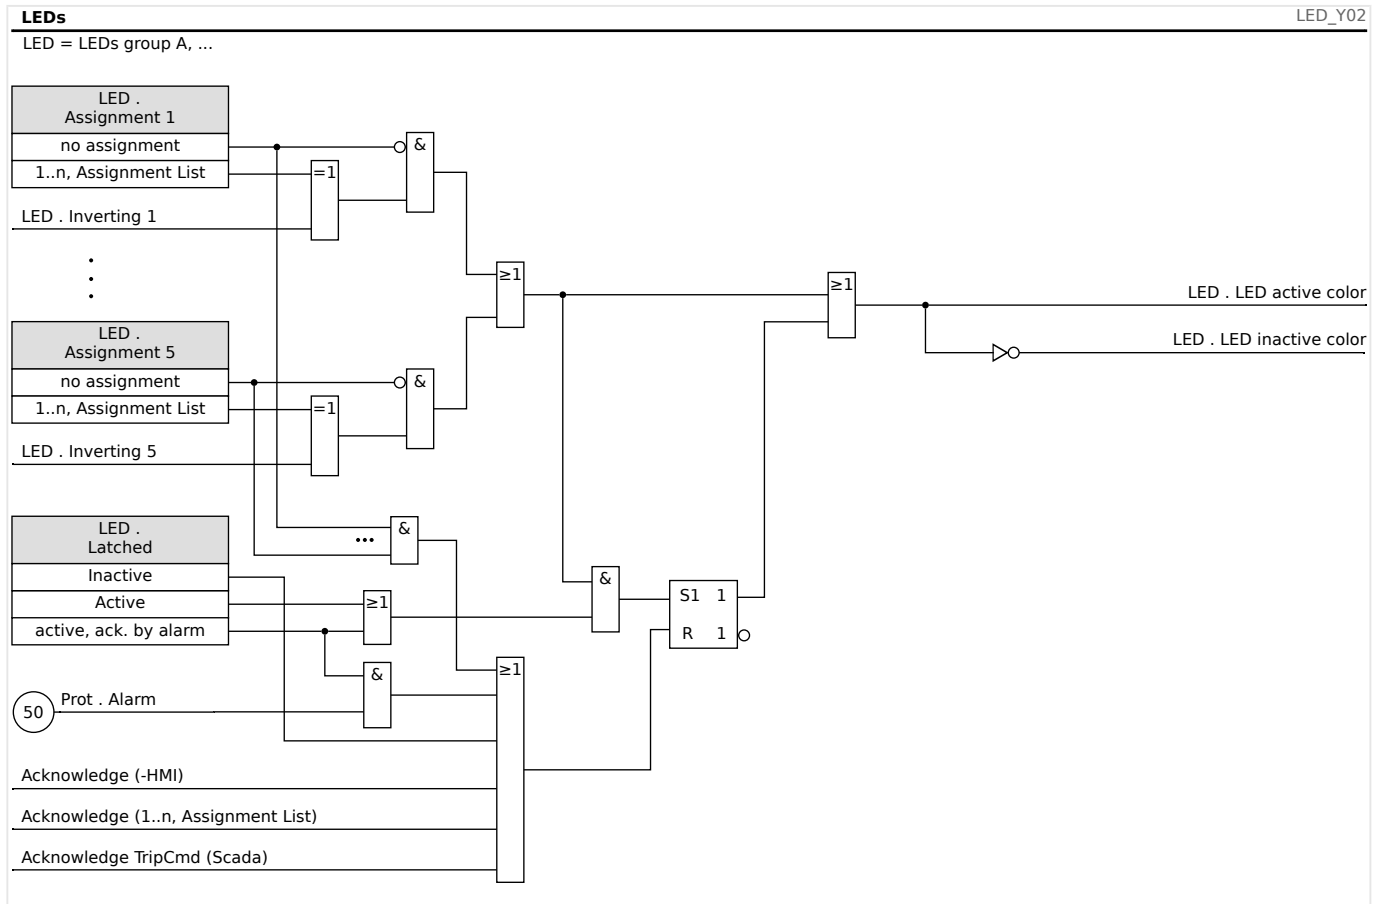 LEDs
LED_Y02
LED = LEDs group A, ...
LED .
Assignment 1
no assignment
&
1..n, Assignment List
=1
LED . Inverting 1
≥1
≥1
LED . LED active color
LED .
Assignment 5
LED . LED inactive color
no assignment
&
1..n, Assignment List
=1
LED . Inverting 5
LED .
Latched
&
...
Inactive
&
Active
≥1
S1 1
active, ack. by alarm
R 1
&
≥1
50
Prot . Alarm
Acknowledge (-HMI)
Acknowledge (1..n, Assignment List)
Acknowledge TripCmd (Scada)